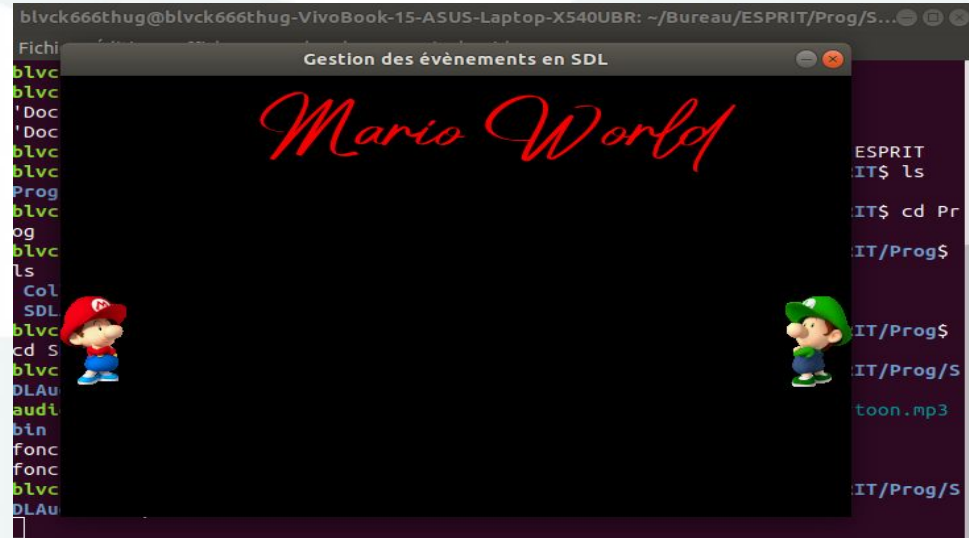 blvck666thug@blvck666thug-VivoBook-15-ASUS-Laptop-X540UBR: ~/Bureau/ESPRIT/Prog/S...
Fichi
Gestion des évènements en SDL
Mario World
blvc
blvc
'Doc
'Doc
blvc ESPRIT
blvc IT$ ls
Prog
blvc IT$ cd Pr
og
blvc IT/Prog$
ls
Col
SDL
blvc IT/Prog$
cd S
blvc IT/Prog/S
DLAu
audi toon.mp3
bin
fonc
fonc
blvc IT/Prog/S
DLAu
M